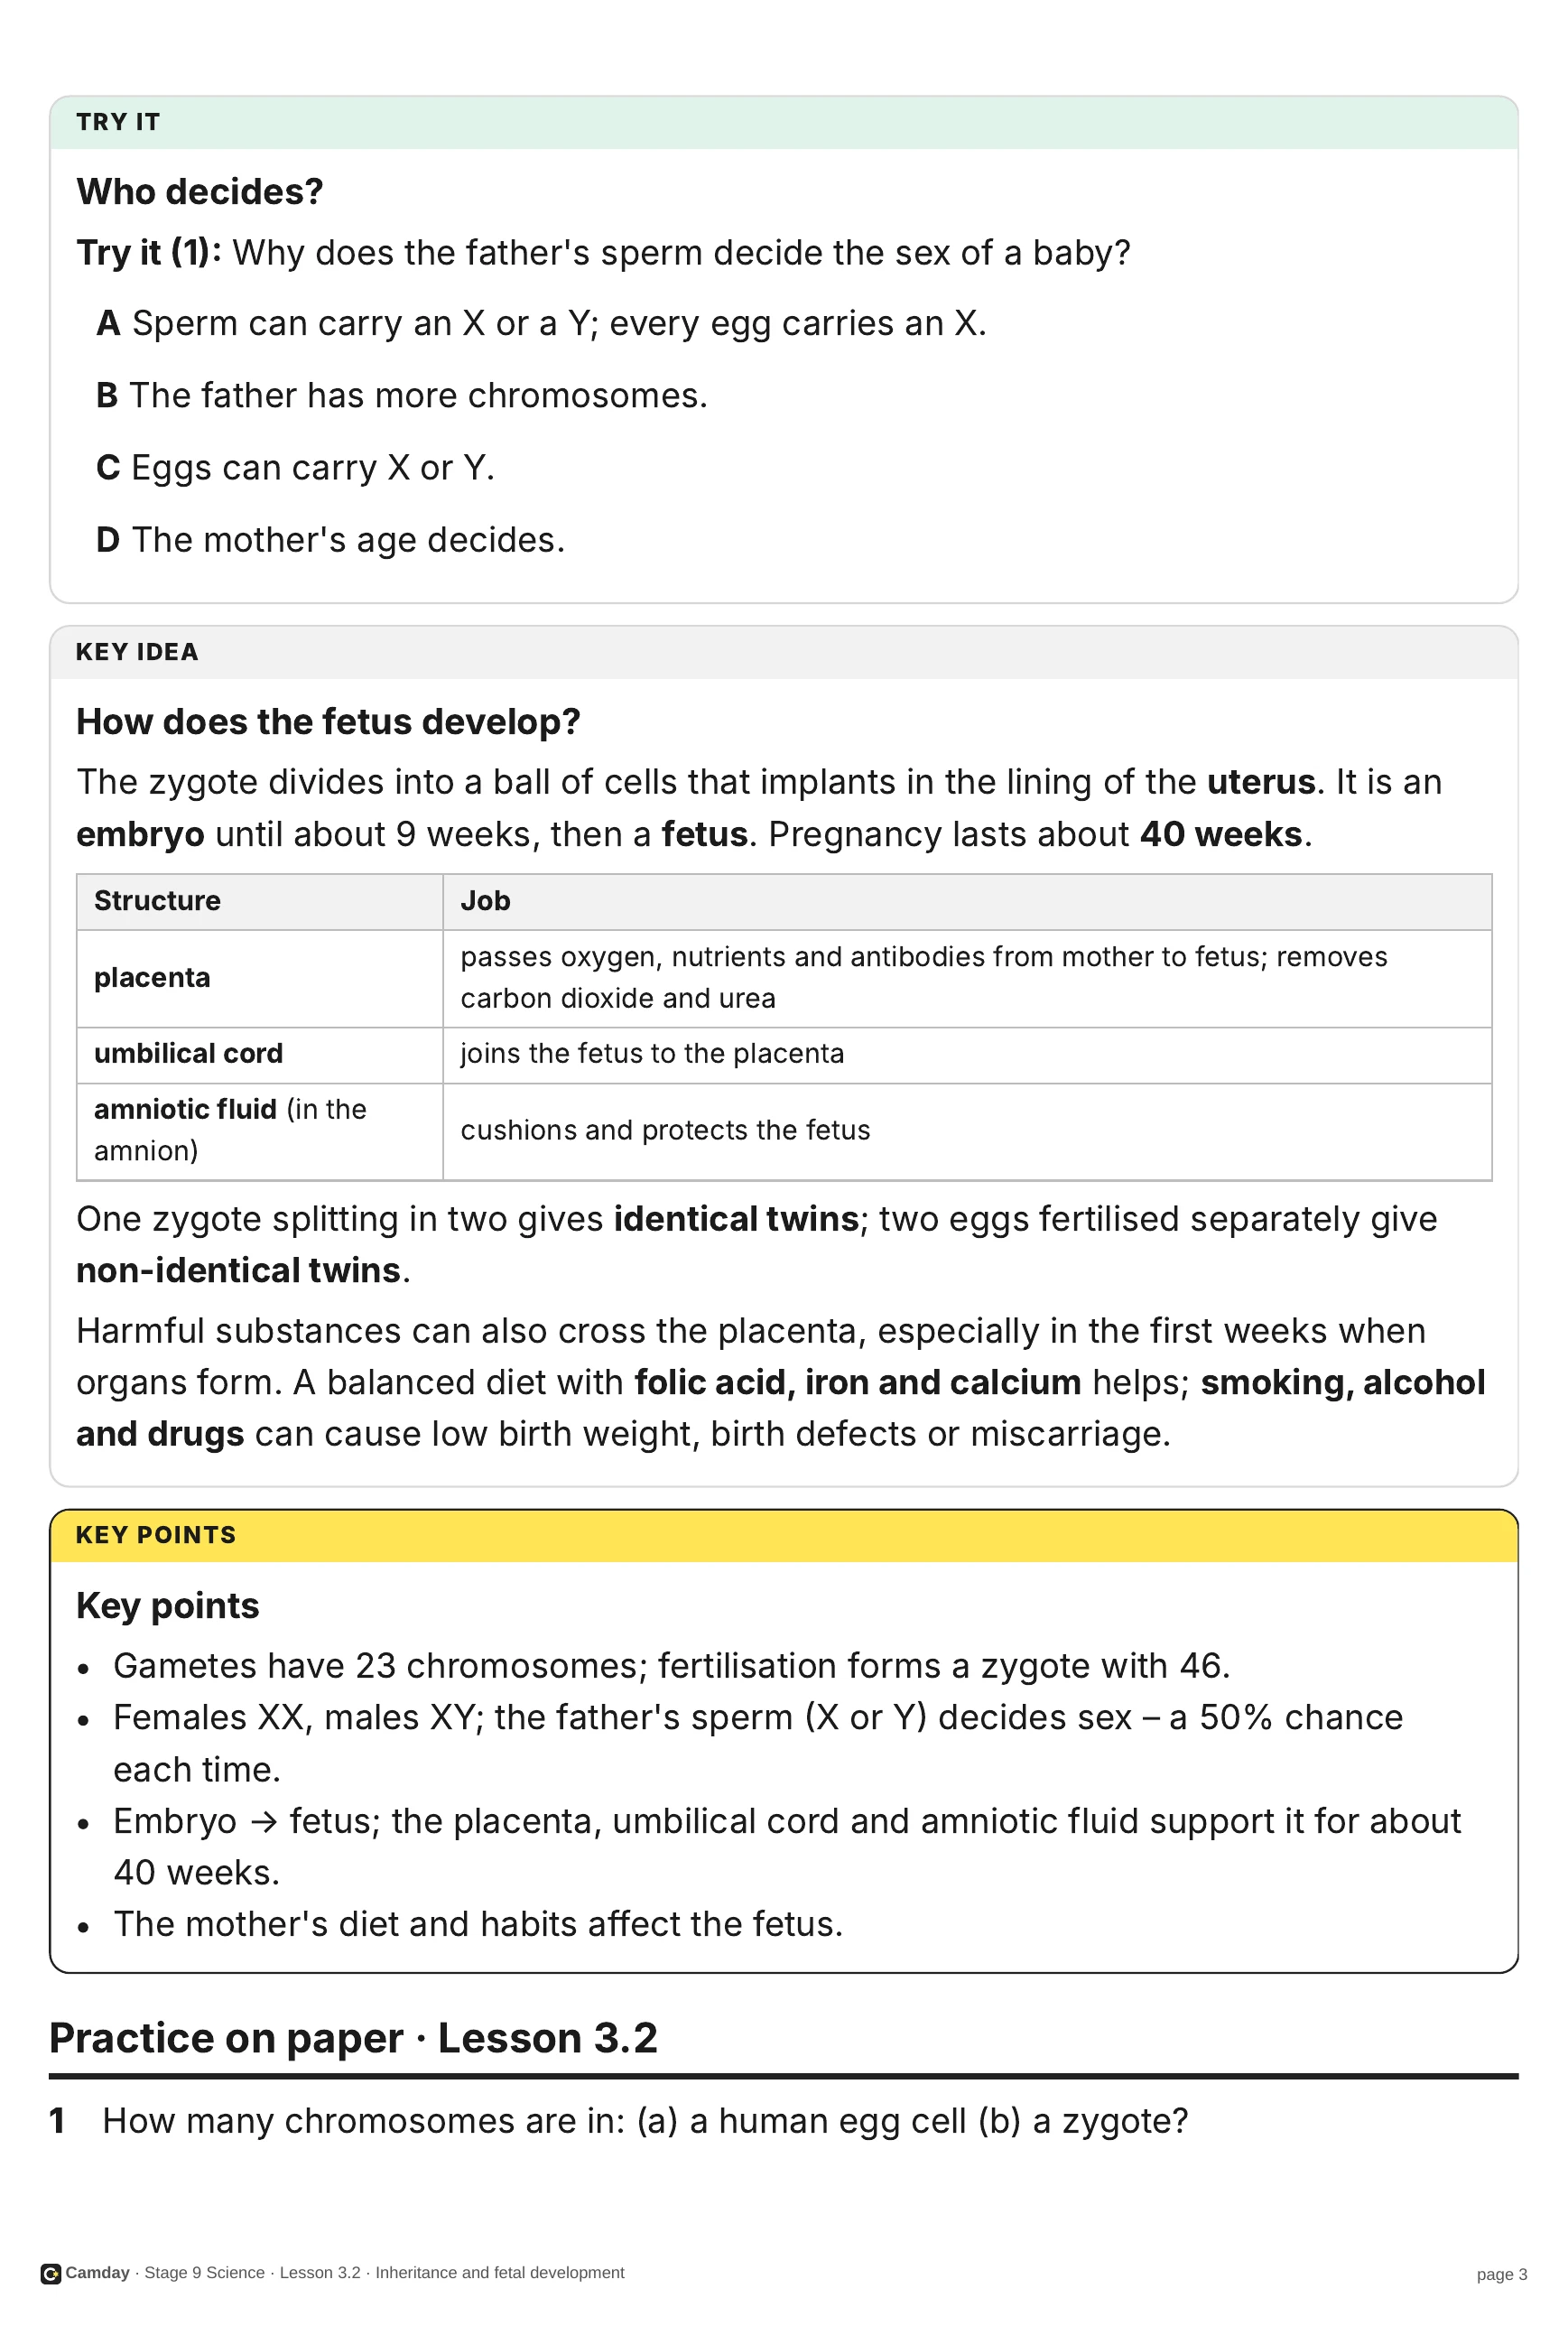 TRY IT
Who decides?
Try it (1): Why does the father's sperm decide the sex of a baby?
A Sperm can carry an X or a Y; every egg carries an X.
B The father has more chromosomes.
C Eggs can carry X or Y.
D The mother's age decides.
KEY IDEA
How does the fetus develop?
The zygote divides into a ball of cells that implants in the lining of the uterus. It is an
embryo until about 9 weeks, then a fetus. Pregnancy lasts about 40 weeks.
Structure Job
placenta passes oxygen, nutrients and antibodies from mother to fetus; removes
carbon dioxide and urea
umbilical cord joins the fetus to the placenta
amniotic fluid (in the
amnion) cushions and protects the fetus
One zygote splitting in two gives identical twins; two eggs fertilised separately give
non-identical twins.
Harmful substances can also cross the placenta, especially in the first weeks when
organs form. A balanced diet with folic acid, iron and calcium helps; smoking, alcohol
and drugs can cause low birth weight, birth defects or miscarriage.
KEY POINTS
Key points
• Gametes have 23 chromosomes; fertilisation forms a zygote with 46.
• Females XX, males XY; the father's sperm (X or Y) decides sex – a 50% chance
each time.
• Embryo → fetus; the placenta, umbilical cord and amniotic fluid support it for about
40 weeks.
• The mother's diet and habits affect the fetus.
Practice on paper · Lesson 3.2
1 How many chromosomes are in: (a) a human egg cell (b) a zygote?
Camday · Stage 9 Science · Lesson 3.2 · Inheritance and fetal development page 3